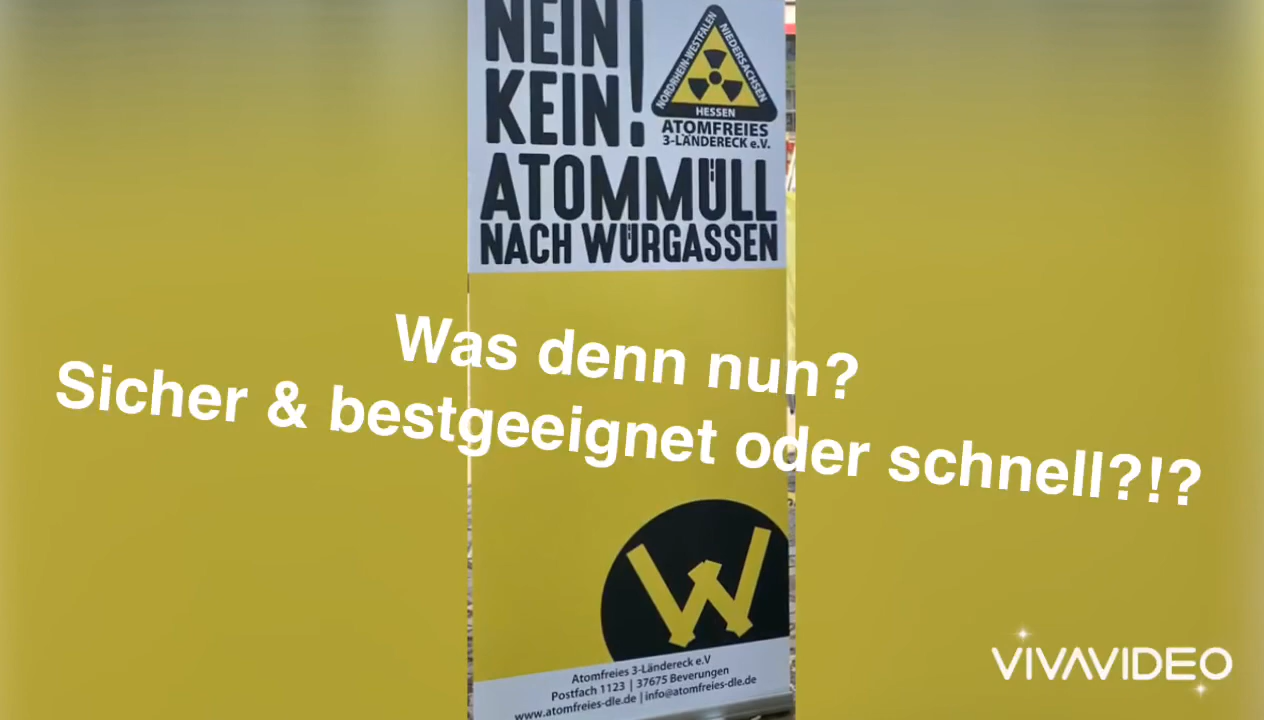 NEIN!
KEIN!
NORDRHEIN-WESTFALEN
NIEDERSACHSEN
HESSEN
ATOMFREIES
3-LÄNDERECK e.V.
ATOMMÜLL
NACH WÜRGASSEN
Was denn nun?
Sicher & bestgeeignet oder schnell?!?
W
Atomfreies 3-Ländereck e.V
Postfach 1123 | 37675 Beverungen
www.atomfreies-dle.de | info@atomfreies-dle.de
VIVAVIDEO